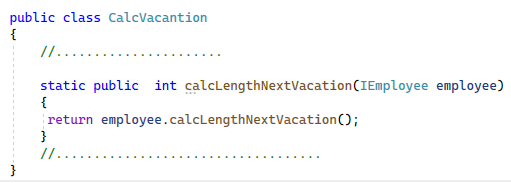 public class CalcVacantion
{
//......................
static public  int calcLengthNextVacation(IEmployee employee)
{
return employee.calcLengthNextVacation();
}
//...................................
}